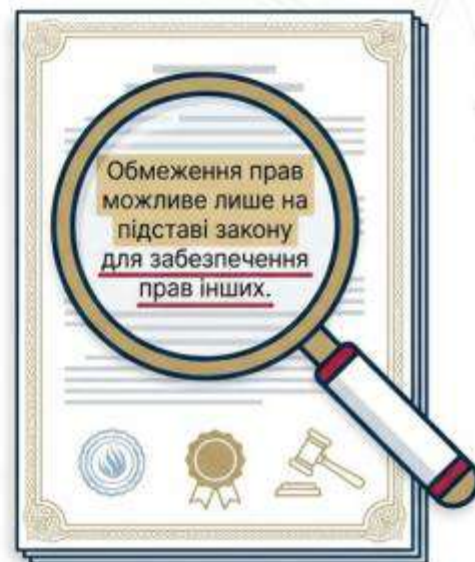 Обмеження прав
можливе лише на
підставі закону
для забезпечення
прав інших.